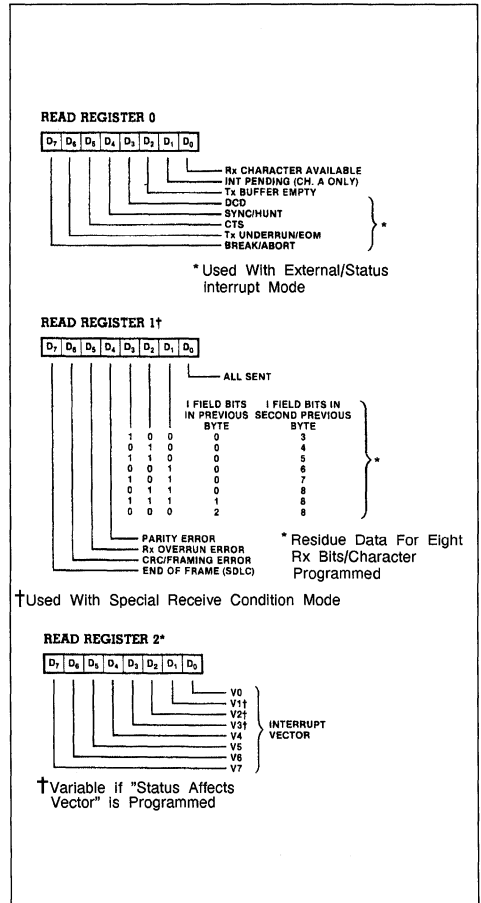 READ REGISTER 0
D7 D6 D5 D4 D3 D2 D1 D0
Rx CHARACTER AVAILABLE
INT PENDING (CH. A ONLY)
Tx BUFFER EMPTY
DCD
SYNC/HUNT
CTS
Tx UNDERRUN/EOM
BREAK/ABORT
*
* Used With External/Status
interrupt Mode
READ REGISTER 1†
D7 D6 D5 D4 D3 D2 D1 D0
ALL SENT
I FIELD BITS I FIELD BITS IN
IN PREVIOUS SECOND PREVIOUS
BYTE BYTE
1 0 0 0 3
0 1 0 0 4
1 1 0 0 5
0 0 1 0 6
1 0 1 0 7
0 1 1 0 8
1 1 1 1 8
0 0 0 2 8
*
PARITY ERROR
Rx OVERRUN ERROR
CRC/FRAMING ERROR
END OF FRAME (SDLC)
* Residue Data For Eight
Rx Bits/Character
Programmed
†Used With Special Receive Condition Mode
READ REGISTER 2*
D7 D6 D5 D4 D3 D2 D1 D0
V0
V1†
V2†
V3†
V4
V5
V6
V7
INTERRUPT
VECTOR
†Variable if "Status Affects
Vector" is Programmed